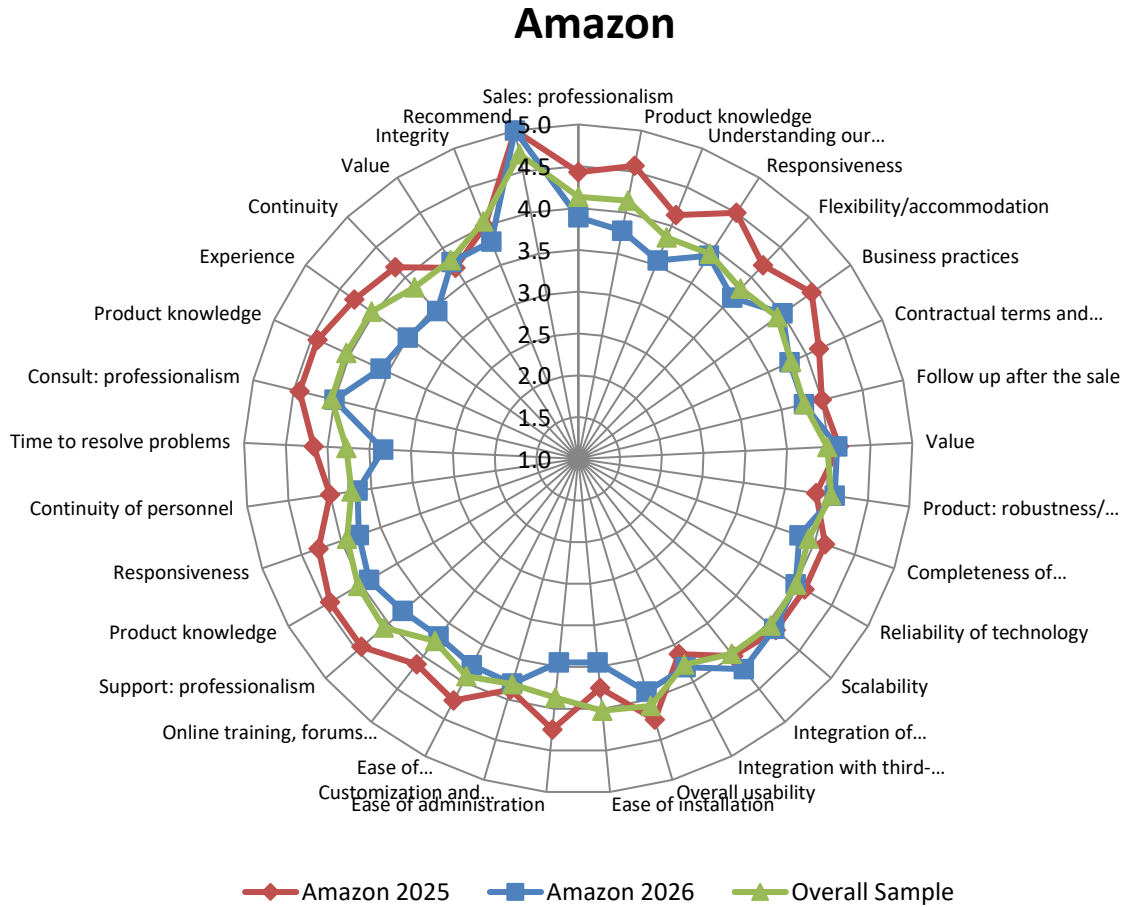 Amazon
Sales: professionalism
Product knowledge
Understanding our...
Responsiveness
Flexibility/accommodation
Business practices
Contractual terms and...
Follow up after the sale
Value
Product: robustness/...
Completeness of...
Reliability of technology
Scalability
Integration of...
Integration with third-...
Overall usability
Ease of installation
Ease of administration
Customization and...
Ease of...
Online training, forums...
Support: professionalism
Product knowledge
Responsiveness
Continuity of personnel
Time to resolve problems
Consult: professionalism
Product knowledge
Experience
Continuity
Value
Integrity
Recommend
5.0
4.5
4.0
3.5
3.0
2.5
2.0
1.5
1.0
Amazon 2025
Amazon 2026
Overall Sample